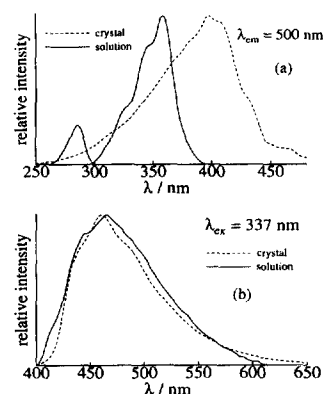 relative intensity
---- crystal
— solution
λem = 500 nm
(a)
250 300 350 400 450
λ / nm
relative intensity
λex = 337 nm
---- crystal
— solution
(b)
400 450 500 550 600 650
λ / nm